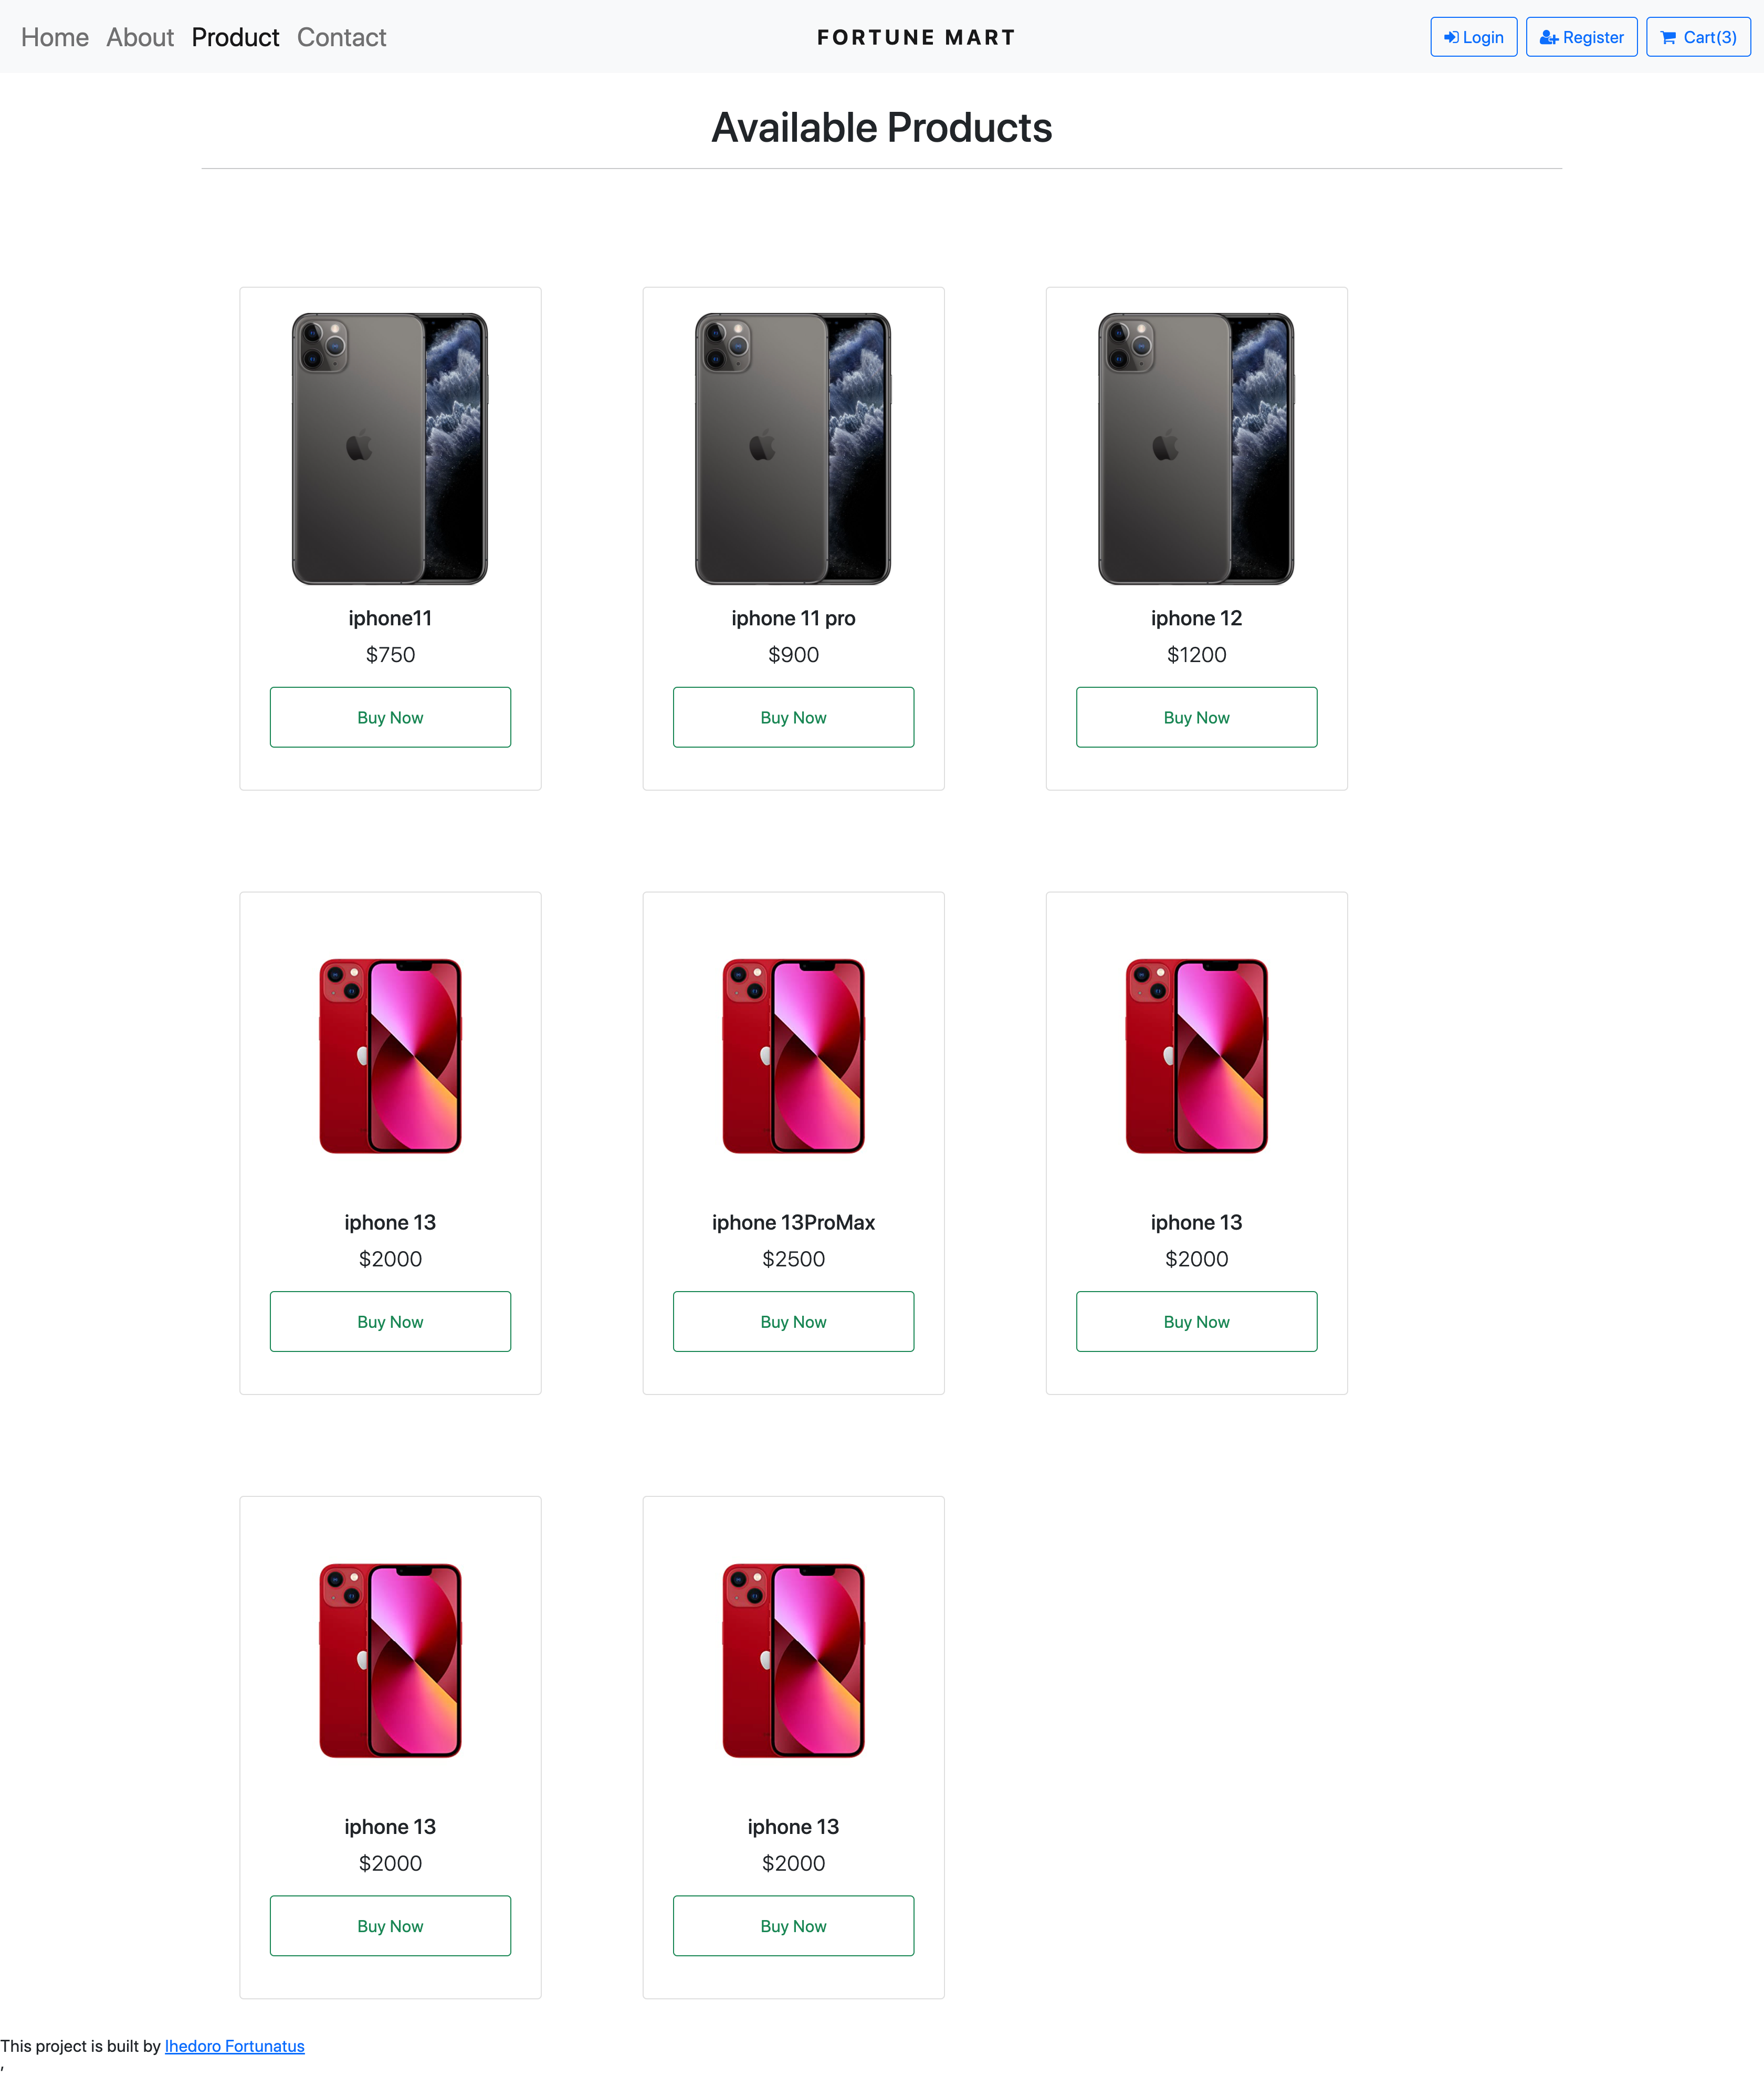 Home About Product Contact FORTUNE MART Login Register Cart(3)
Available Products
iphone11 iphone 11 pro iphone 12
$750 $900 $1200
Buy Now Buy Now Buy Now
iphone 13 iphone 13ProMax iphone 13
$2000 $2500 $2000
Buy Now Buy Now Buy Now
iphone 13 iphone 13
$2000 $2000
Buy Now Buy Now
This project is built by Ihedoro Fortunatus
,